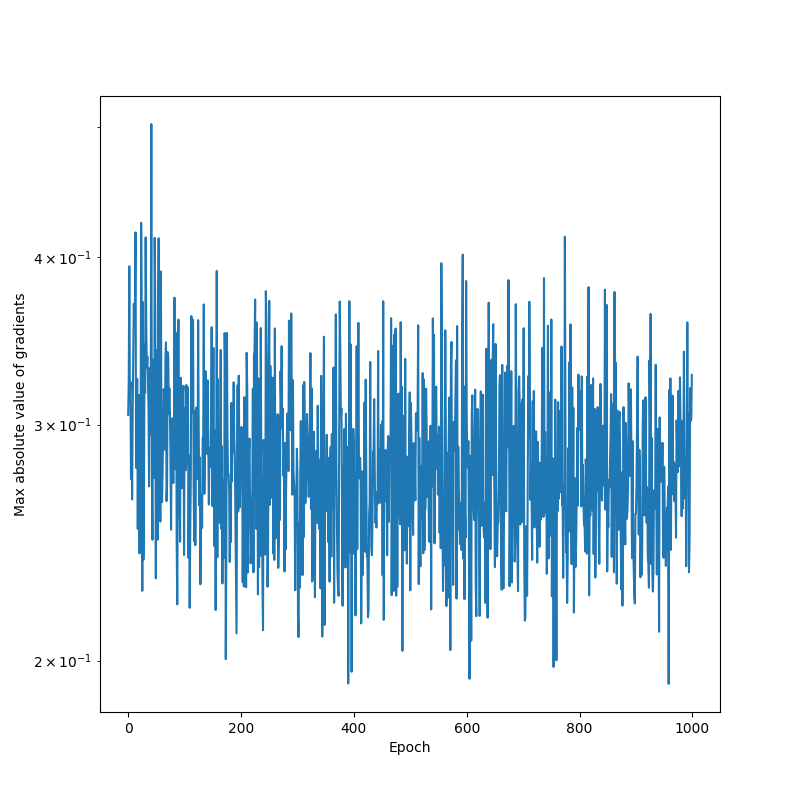 Max absolute value of gradients
4 × 10⁻¹
3 × 10⁻¹
2 × 10⁻¹
0 200 400 600 800 1000
Epoch